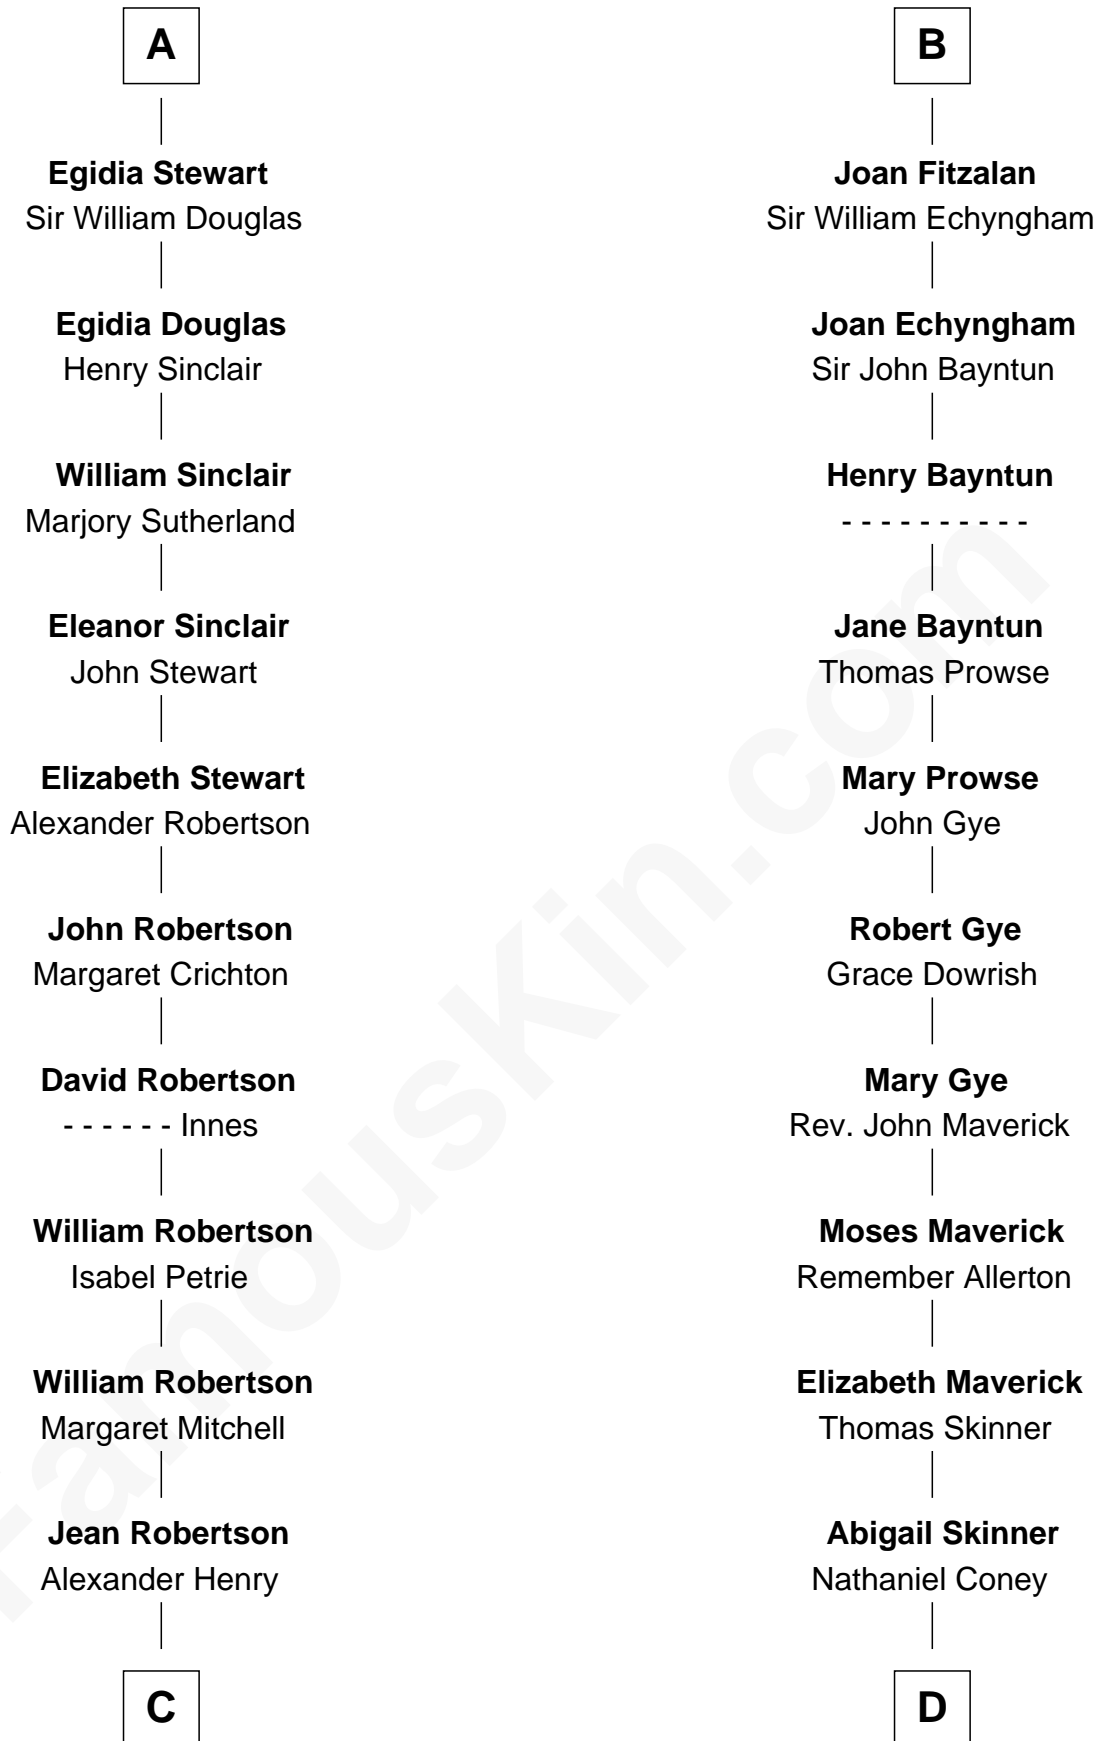 A
Egidia Stewart
Sir William Douglas
Egidia Douglas
Henry Sinclair
William Sinclair
Marjory Sutherland
Eleanor Sinclair
John Stewart
Elizabeth Stewart
Alexander Robertson
John Robertson
Margaret Crichton
David Robertson
- - - - - - Innes
William Robertson
Isabel Petrie
William Robertson
Margaret Mitchell
Jean Robertson
Alexander Henry
C
B
Joan Fitzalan
Sir William Echyngham
Joan Echyngham
Sir John Bayntun
Henry Bayntun
- - - - - - - - - -
Jane Bayntun
Thomas Prowse
Mary Prowse
John Gye
Robert Gye
Grace Dowrish
Mary Gye
Rev. John Maverick
Moses Maverick
Remember Allerton
Elizabeth Maverick
Thomas Skinner
Abigail Skinner
Nathaniel Coney
D
FamousKin.com